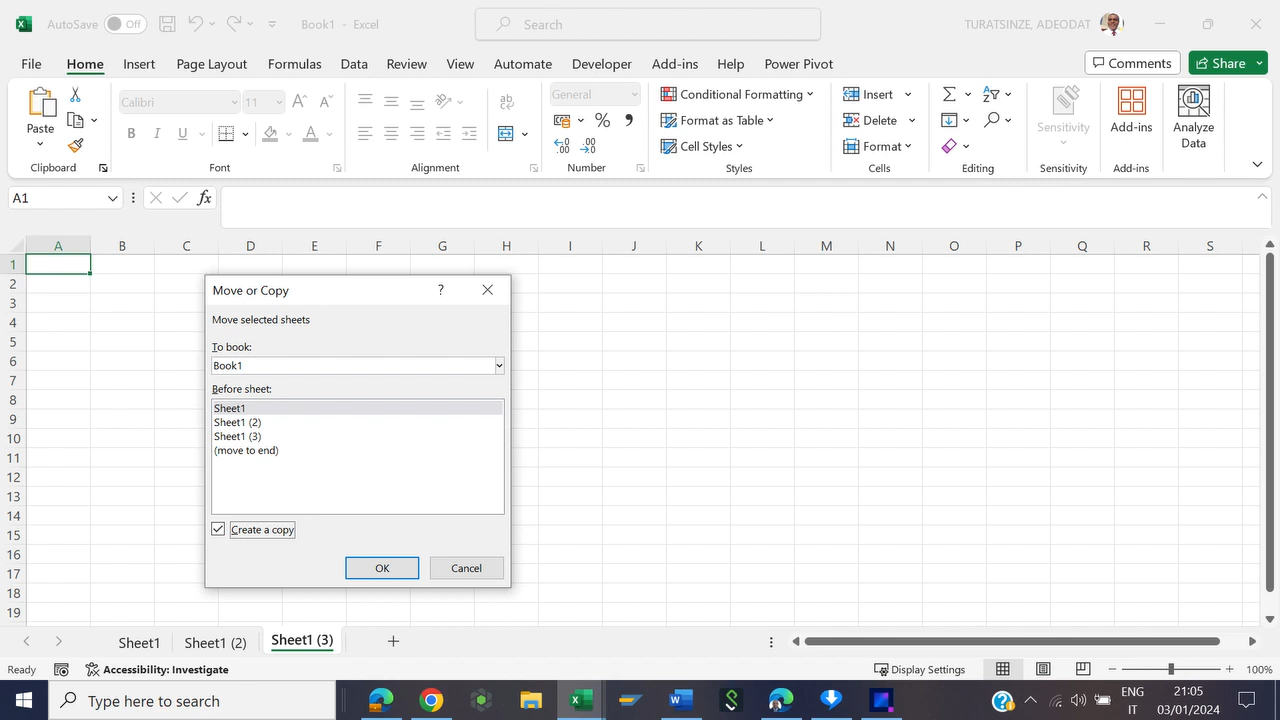 AutoSave Off Book1 - Excel Search TURATSINZE, ADEODAT
File Home Insert Page Layout Formulas Data Review View Automate Developer Add-ins Help Power Pivot Comments Share
Paste
Calibri 11
B I U A
General
Conditional Formatting
Format as Table
Cell Styles
Insert
Delete
Format
Sensitivity
Add-ins
Analyze Data
Clipboard Font Alignment Number Styles Cells Editing Sensitivity Add-ins
A1 fx
A B C D E F G H I J K L M N O P Q R S
1
2
3
4
5
6
7
8
9
10
11
12
13
14
15
16
17
18
19
Move or Copy ?
Move selected sheets
To book:
Book1
Before sheet:
Sheet1
Sheet1 (2)
Sheet1 (3)
(move to end)
Create a copy
OK Cancel
Sheet1 Sheet1 (2) Sheet1 (3)
Ready Accessibility: Investigate Display Settings 100%
Type here to search ENG 21:05
IT 03/01/2024